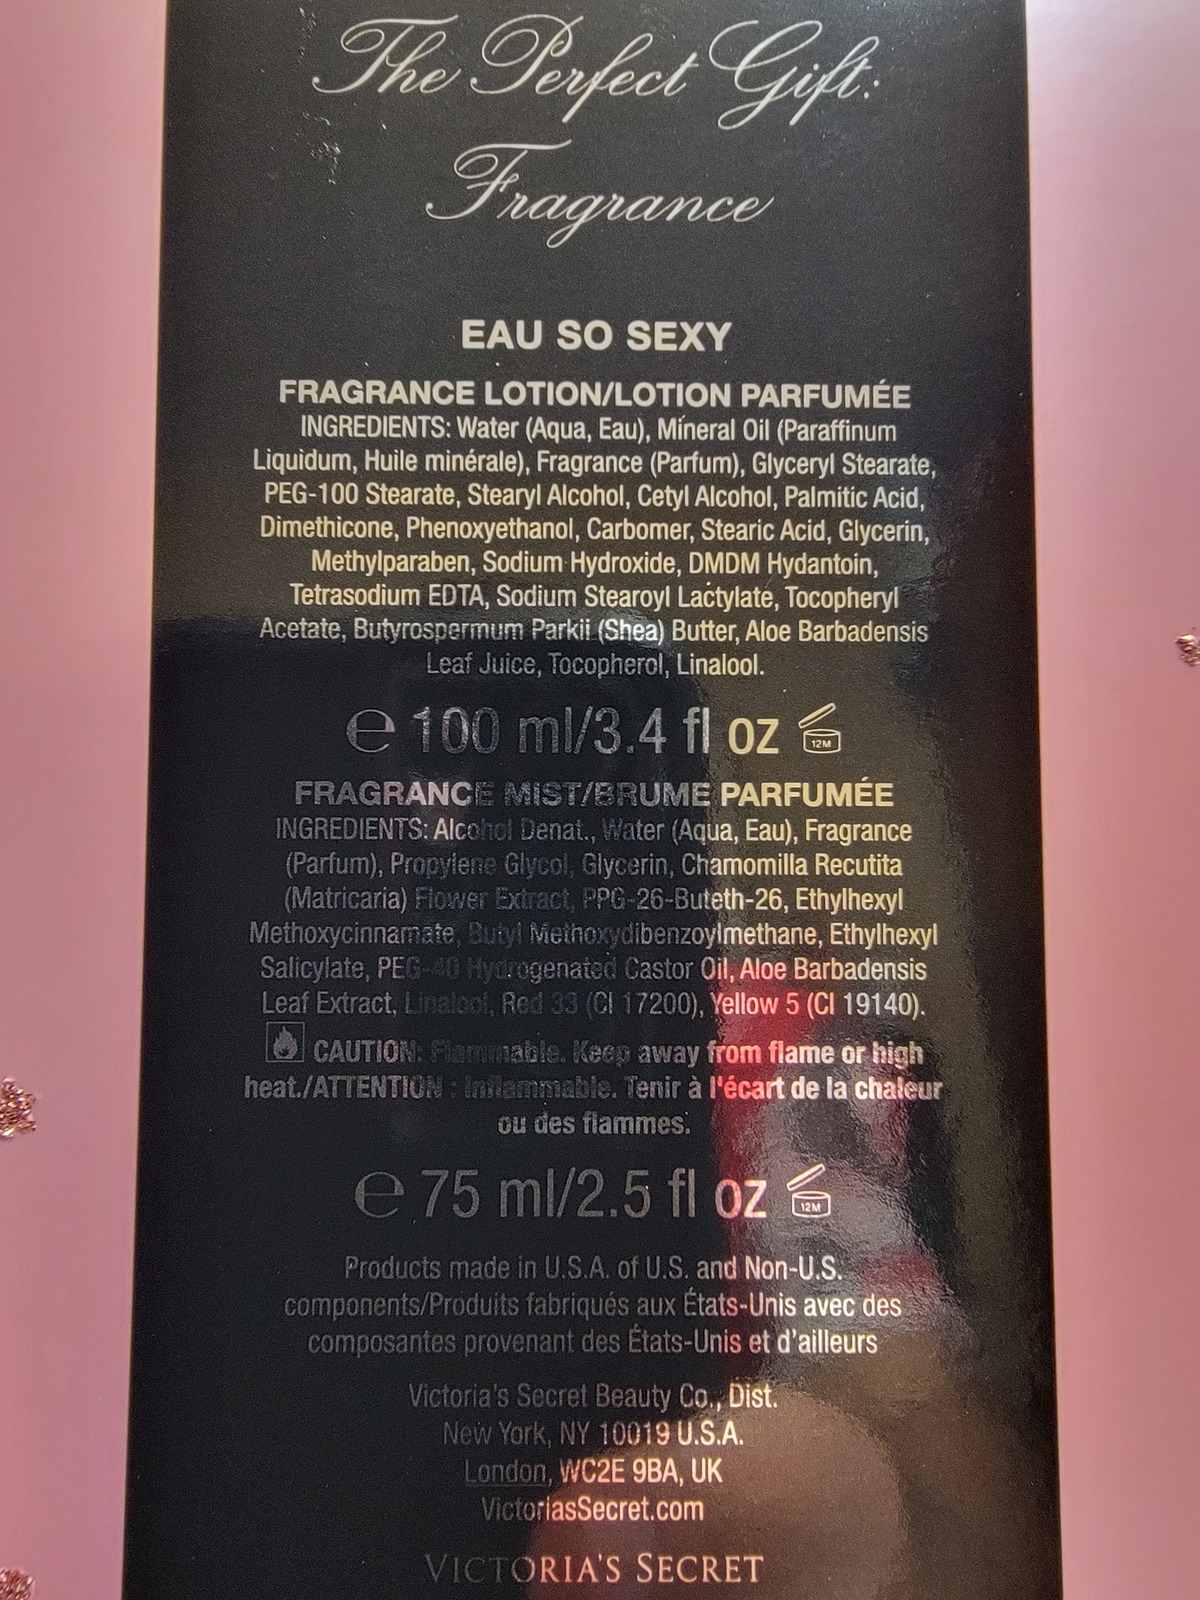 The Perfect Gift:
Fragrance
EAU SO SEXY
FRAGRANCE LOTION/LOTION PARFUMÉE
INGREDIENTS: Water (Aqua, Eau), Mineral Oil (Paraffinum
Liquidum, Huile minérale), Fragrance (Parfum), Glyceryl Stearate,
PEG-100 Stearate, Stearyl Alcohol, Cetyl Alcohol, Palmitic Acid,
Dimethicone, Phenoxyethanol, Carbomer, Stearic Acid, Glycerin,
Methylparaben, Sodium Hydroxide, DMDM Hydantoin,
Tetrasodium EDTA, Sodium Stearoyl Lactylate, Tocopheryl
Acetate, Butyrospermum Parkii (Shea) Butter, Aloe Barbadensis
Leaf Juice, Tocopherol, Linalool.
℮ 100 ml/3.4 fl oz 12M
FRAGRANCE MIST/BRUME PARFUMÉE
INGREDIENTS: Alcohol Denat., Water (Aqua, Eau), Fragrance
(Parfum), Propylene Glycol, Glycerin, Chamomilla Recutita
(Matricaria) Flower Extract, PPG-26-Buteth-26, Ethylhexyl
Methoxycinnamate, Butyl Methoxydibenzoylmethane, Ethylhexyl
Salicylate, PEG-40 Hydrogenated Castor Oil, Aloe Barbadensis
Leaf Extract, Linalool, Red 33 (CI 17200), Yellow 5 (CI 19140).
CAUTION: Flammable. Keep away from flame or high
heat./ATTENTION : Inflammable. Tenir à l'écart de la chaleur
ou des flammes.
℮ 75 ml/2.5 fl oz 12M
Products made in U.S.A. of U.S. and Non-U.S.
components/Produits fabriqués aux États-Unis avec des
composantes provenant des États-Unis et d'ailleurs
Victoria's Secret Beauty Co., Dist.
New York, NY 10019 U.S.A.
London, WC2E 9BA, UK
VictoriasSecret.com
VICTORIA'S SECRET